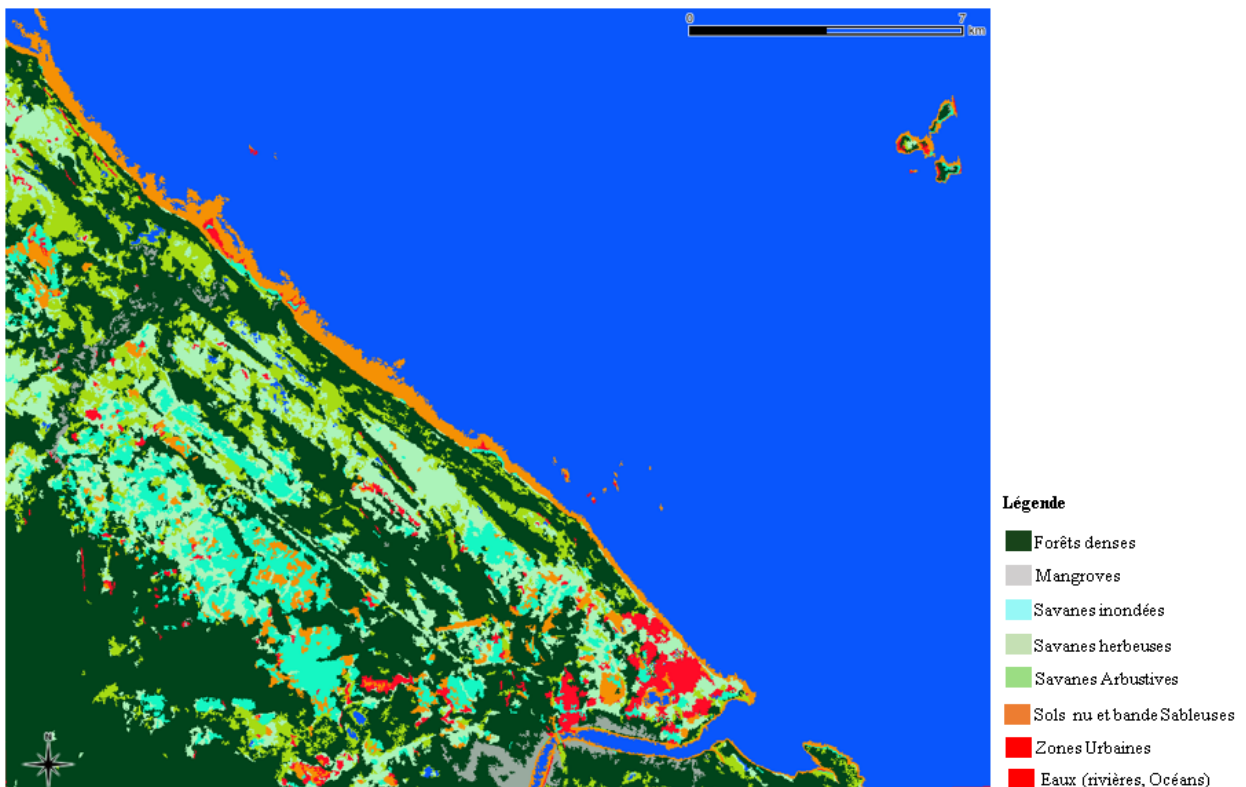 0 7
km
N
Légende
Forêts denses
Mangroves
Savanes inondées
Savanes herbeuses
Savanes Arbustives
Sols nu et bande Sableuses
Zones Urbaines
Eaux (rivières, Océans)